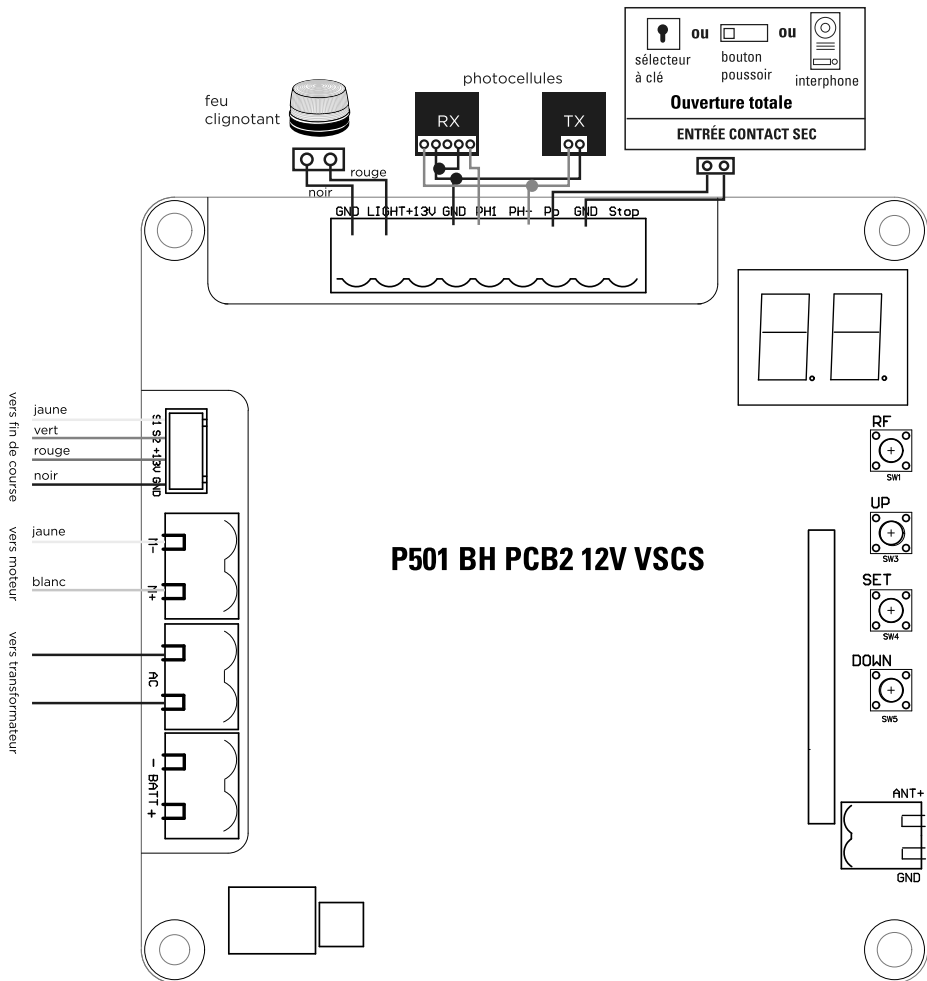 ou
ou
sélecteur
à clé
bouton
poussoir
interphone
Ouverture totale
ENTRÉE CONTACT SEC
photocellules
RX
TX
feu
clignotant
rouge
noir
GND LIGHT+13V GND PH1 PH+ Pp GND Stop
vers fin de course
jaune
vert
rouge
noir
S1 S2 +13V GND
vers moteur
jaune
blanc
M-
M+
vers transformateur
AC
- BATT +
P501 BH PCB2 12V VSCS
RF
SW1
UP
SW3
SET
SW4
DOWN
SW5
ANT+
GND